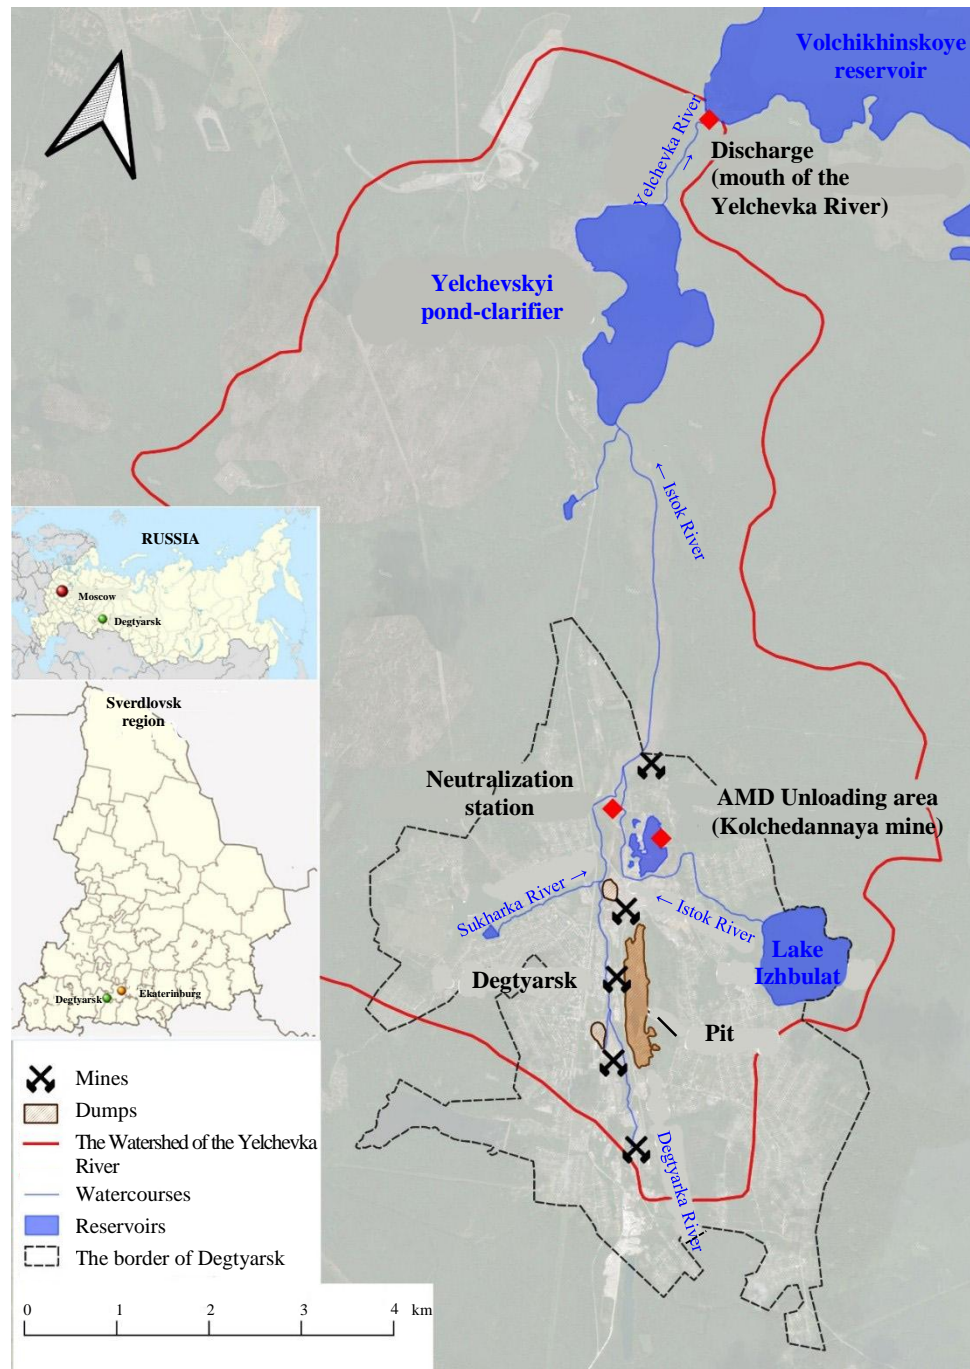 Volchikhinskoye
reservoir
Yelchevka River →
Discharge
(mouth of the
Yelchevka River)
Yelchevskyi
pond-clarifier
← Istok River
RUSSIA
Moscow
Degtyarsk
Sverdlovsk
region
Degtyarsk
Ekaterinburg
Neutralization
station
AMD Unloading area
(Kolchedannaya mine)
Sukharka River →
← Istok River
Lake
Izhbulat
Degtyarsk
Pit
Degtyarka River
Mines
Dumps
The Watershed of the Yelchevka
River
Watercourses
Reservoirs
The border of Degtyarsk
0 1 2 3 4 km